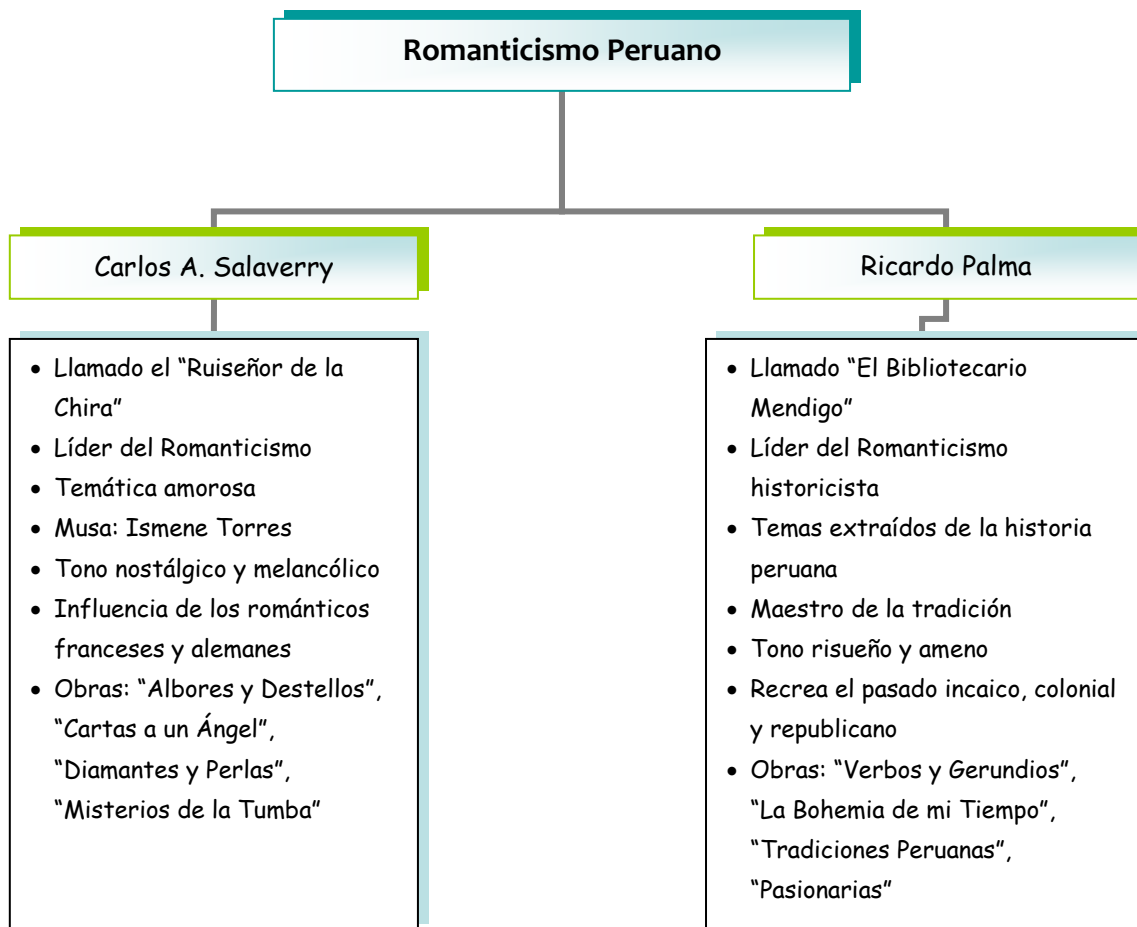 Romanticismo Peruano
Carlos A. Salaverry
• Llamado el “Ruiseñor de la
Chira”
• Líder del Romanticismo
• Temática amorosa
• Musa: Ismene Torres
• Tono nostálgico y melancólico
• Influencia de los románticos
franceses y alemanes
• Obras: “Albores y Destellos”,
“Cartas a un Ángel”,
“Diamantes y Perlas”,
“Misterios de la Tumba”
Ricardo Palma
• Llamado “El Bibliotecario
Mendigo”
• Líder del Romanticismo
historicista
• Temas extraídos de la historia
peruana
• Maestro de la tradición
• Tono risueño y ameno
• Recrea el pasado incaico, colonial
y republicano
• Obras: “Verbos y Gerundios”,
“La Bohemia de mi Tiempo”,
“Tradiciones Peruanas”,
“Pasionarias”